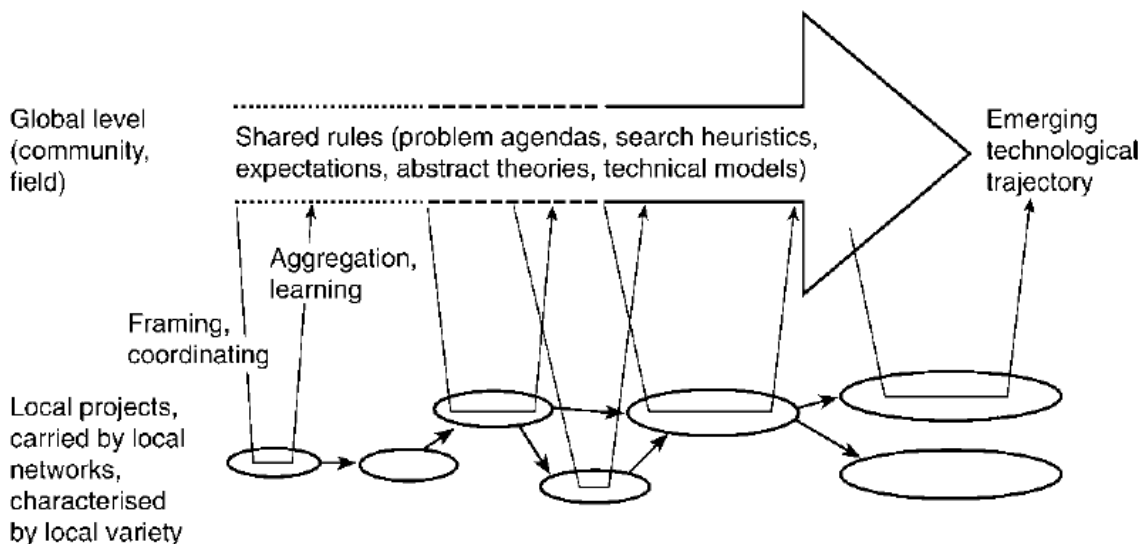 Global level
(community,
field)
Shared rules (problem agendas, search heuristics,
expectations, abstract theories, technical models)
Emerging
technological
trajectory
Aggregation,
learning
Framing,
coordinating
Local projects,
carried by local
networks,
characterised
by local variety